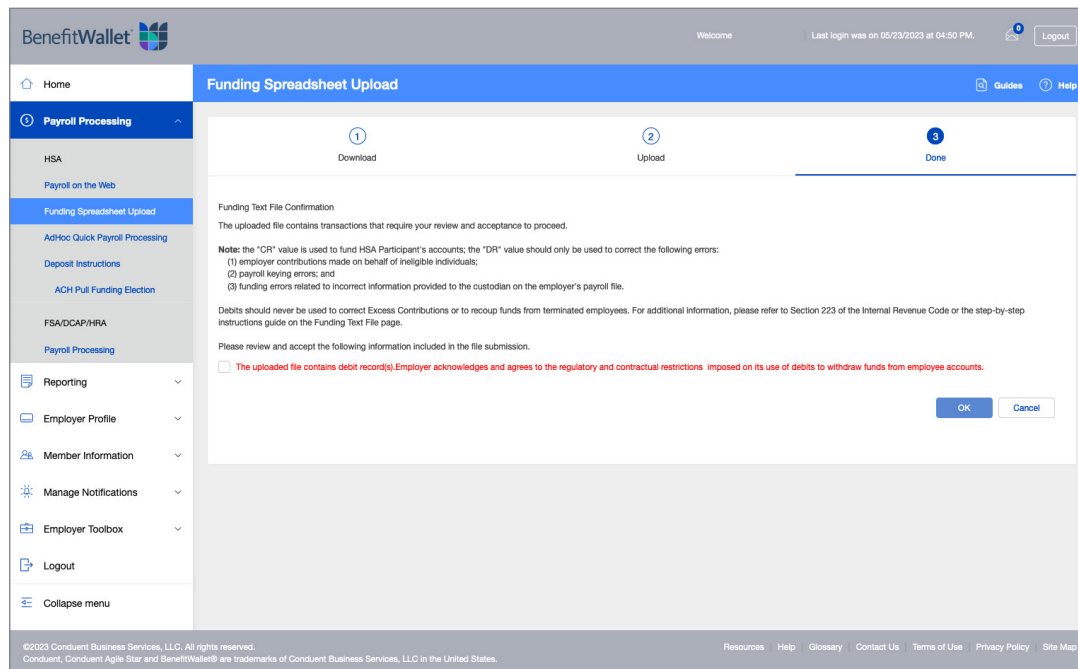 BenefitWallet
Welcome
Last login was on 05/23/2023 at 04:50 PM.
0
Logout
Home
Payroll Processing
HSA
Payroll on the Web
Funding Spreadsheet Upload
AdHoc Quick Payroll Processing
Deposit Instructions
ACH Pull Funding Election
FSA/DCAP/HRA
Payroll Processing
Reporting
Employer Profile
Member Information
Manage Notifications
Employer Toolbox
Logout
Collapse menu
Funding Spreadsheet Upload
Guides
Help
1
Download
2
Upload
3
Done
Funding Text File Confirmation
The uploaded file contains transactions that require your review and acceptance to proceed.
Note: the "CR" value is used to fund HSA Participant's accounts; the "DR" value should only be used to correct the following errors:
(1) employer contributions made on behalf of ineligible individuals;
(2) payroll keying errors; and
(3) funding errors related to incorrect information provided to the custodian on the employer's payroll file.
Debits should never be used to correct Excess Contributions or to recoup funds from terminated employees. For additional information, please refer to Section 223 of the Internal Revenue Code or the step-by-step
instructions guide on the Funding Text File page.
Please review and accept the following information included in the file submission.
The uploaded file contains debit record(s).Employer acknowledges and agrees to the regulatory and contractual restrictions imposed on its use of debits to withdraw funds from employee accounts.
OK
Cancel
©2023 Conduent Business Services, LLC. All rights reserved.
Conduent, Conduent Agile Star and BenefitWallet® are trademarks of Conduent Business Services, LLC in the United States.
Resources
Help
Glossary
Contact Us
Terms of Use
Privacy Policy
Site Map